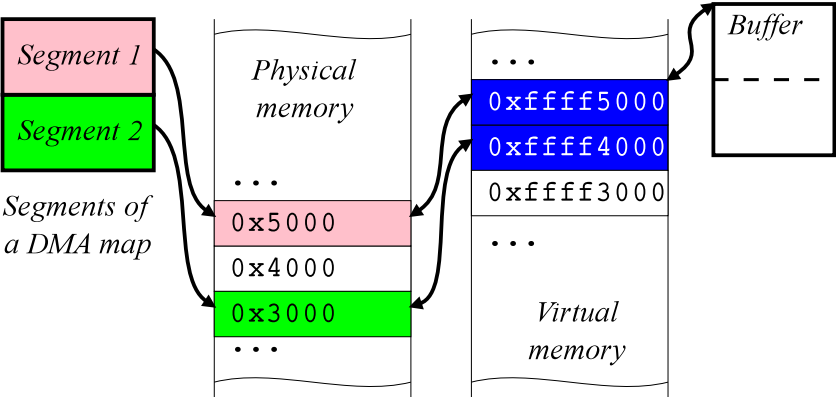 Segment 1
Segment 2
Segments of
a DMA map
Physical
memory
...
0x5000
0x4000
0x3000
...
...
0xffff5000
0xffff4000
0xffff3000
...
Virtual
memory
Buffer